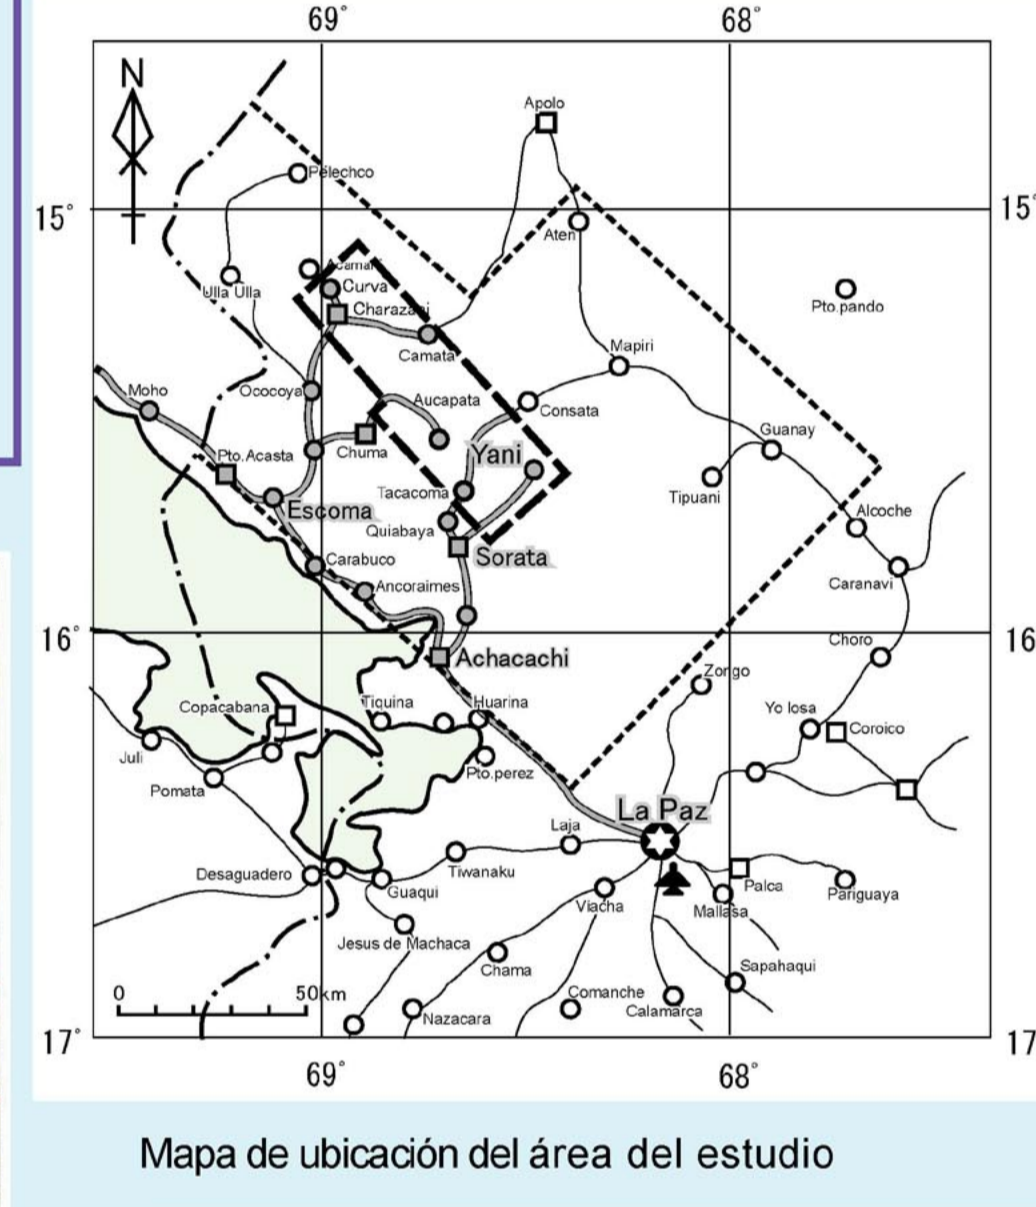 69°
68°
N
Apolo
Pelechco
15°
15°
Aten
Acamani
Curva
Ulla Ulla
Charazani
Pto.pando
Camata
Mapiri
Moho
Ococoya
Aucapata
Consata
Guanay
Pto.Acasta
Chuma
Yani
Tacacoma
Tipuani
Escoma
Quiabaya
Alcoche
Sorata
Carabuco
Caranavi
Ancoraimes
16°
16
Choro
Achacachi
Zongo
Copacabana
Tiquina
Huarina
Yo losa
Coroico
Juli
Pto.perez
Pomata
La Paz
Laja
Desaguadero
Tiwanaku
Guaqui
Palca
Viacha
Mallasa
Pariguaya
Jesus de Machaca
Chama
Sapahaqui
0
50km
Comanche
Calamarca
Nazacara
17°
17
69°
68°
Mapa de ubicación del área del estudio